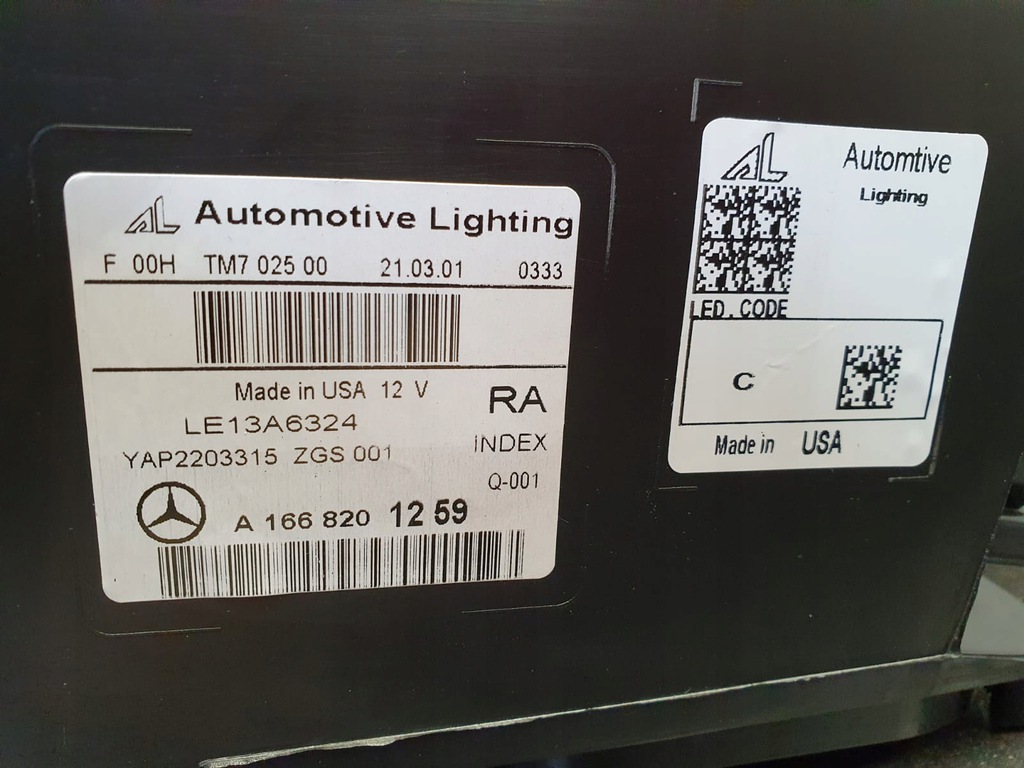 AL Automotive Lighting
F 00H TM7 025 00 21.03.01 0333
Made in USA 12 V
RA
LE13A6324
INDEX
YAP2203315 ZGS 001
Q-001
A 166 820 12 59
AL Automtive
Lighting
LED.CODE
C
Made in USA